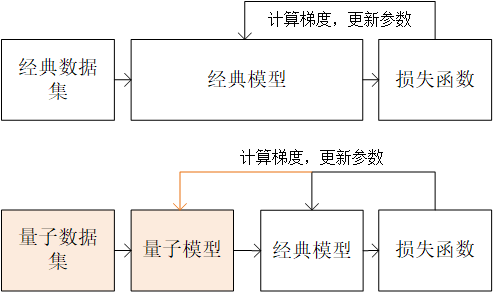 计算梯度，更新参数
经典数据
集
经典模型
损失函数
计算梯度，更新参数
量子数据
集
量子模型
经典模型
损失函数